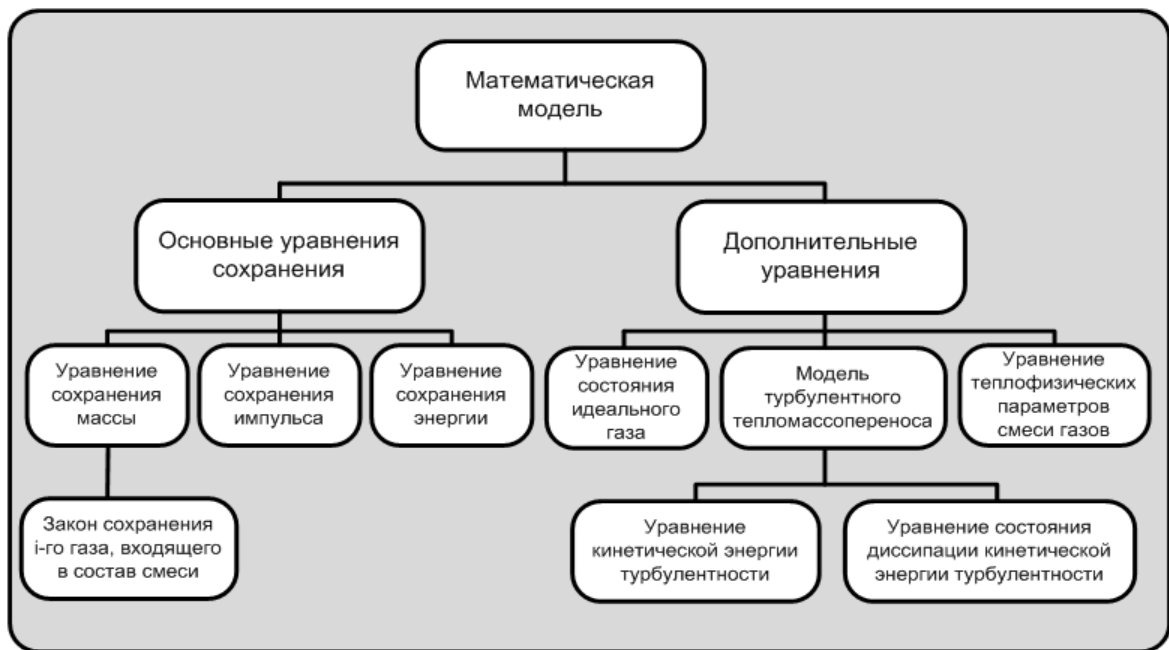 Математическая
модель
Основные уравнения
сохранения
Дополнительные
уравнения
Уравнение
сохранения
массы
Уравнение
сохранения
импульса
Уравнение
сохранения
энергии
Уравнение
состояния
идеального
газа
Модель
турбулентного
тепломассопереноса
Уравнение
теплофизических
параметров
смеси газов
Закон сохранения
i-го газа, входящего
в состав смеси
Уравнение
кинетической энергии
турбулентности
Уравнение состояния
диссипации кинетической
энергии турбулентности